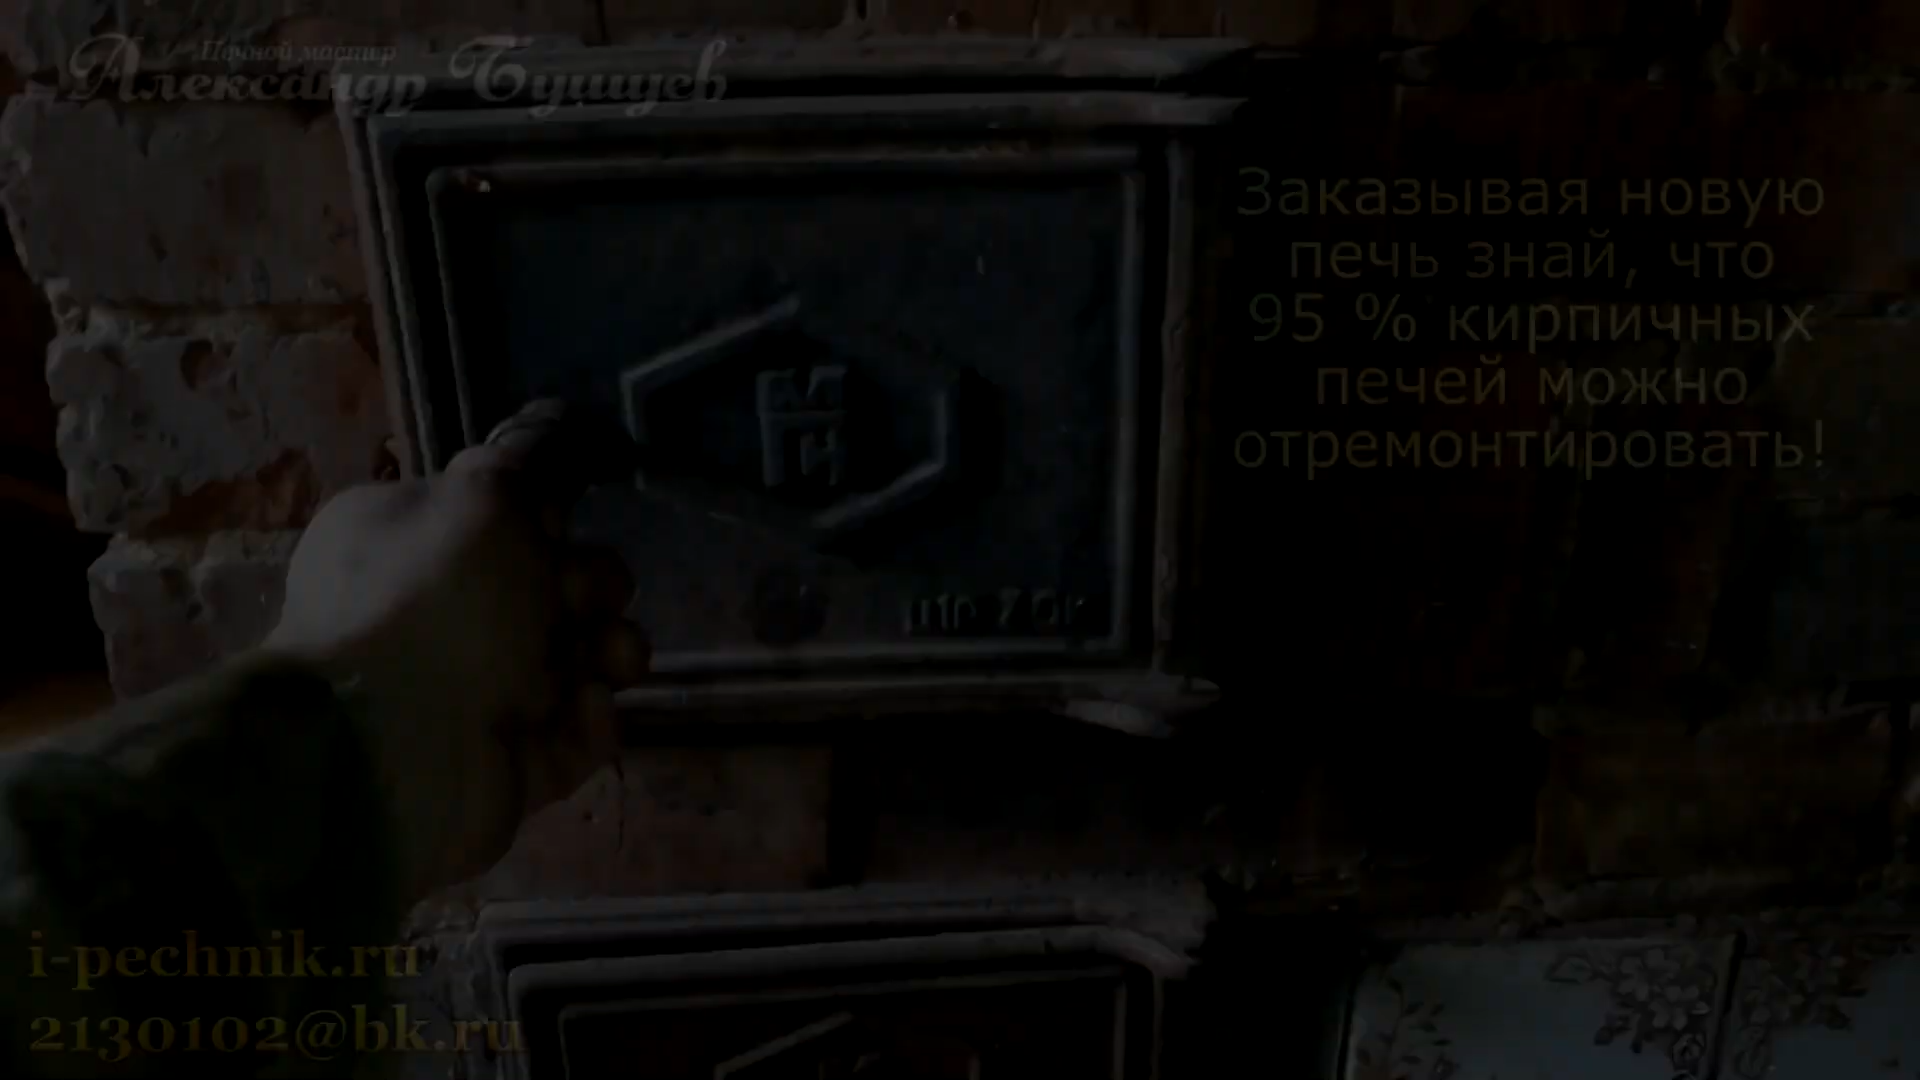 Печной мастер
Александр Бушуев
Заказывая новую
печь знай, что
95 % кирпичных
печей можно
отремонтировать!
i-pechnik.ru
2130102@bk.ru